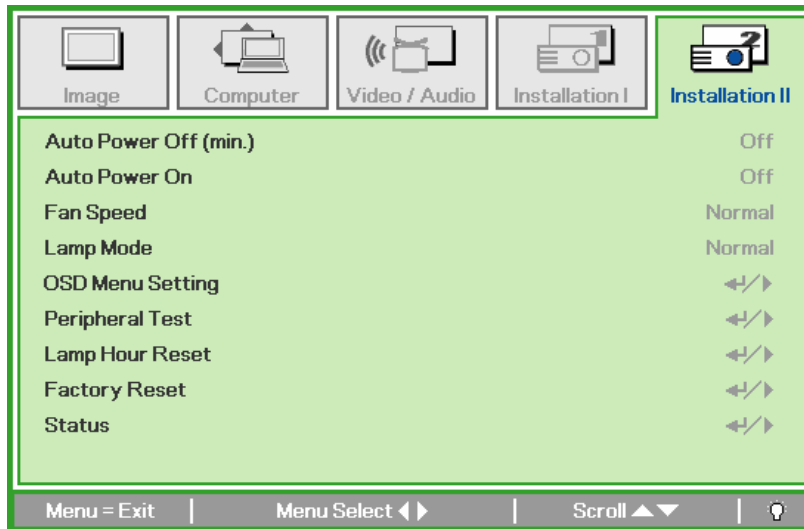 Image Computer Video / Audio Installation I Installation II
Auto Power Off (min.) Off
Auto Power On Off
Fan Speed Normal
Lamp Mode Normal
OSD Menu Setting
Peripheral Test
Lamp Hour Reset
Factory Reset
Status
Menu = Exit Menu Select Scroll